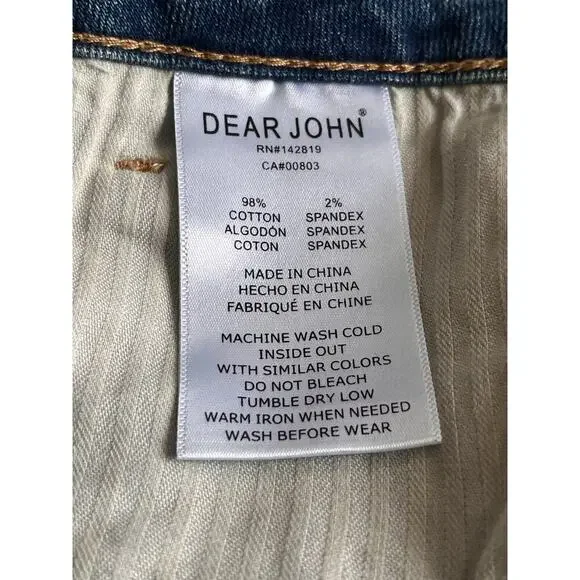 DEAR JOHN®
RN#142819
CA#00803
98% 2%
COTTON SPANDEX
ALGODÓN SPANDEX
COTON SPANDEX
MADE IN CHINA
HECHO EN CHINA
FABRIQUÉ EN CHINE
MACHINE WASH COLD
INSIDE OUT
WITH SIMILAR COLORS
DO NOT BLEACH
TUMBLE DRY LOW
WARM IRON WHEN NEEDED
WASH BEFORE WEAR